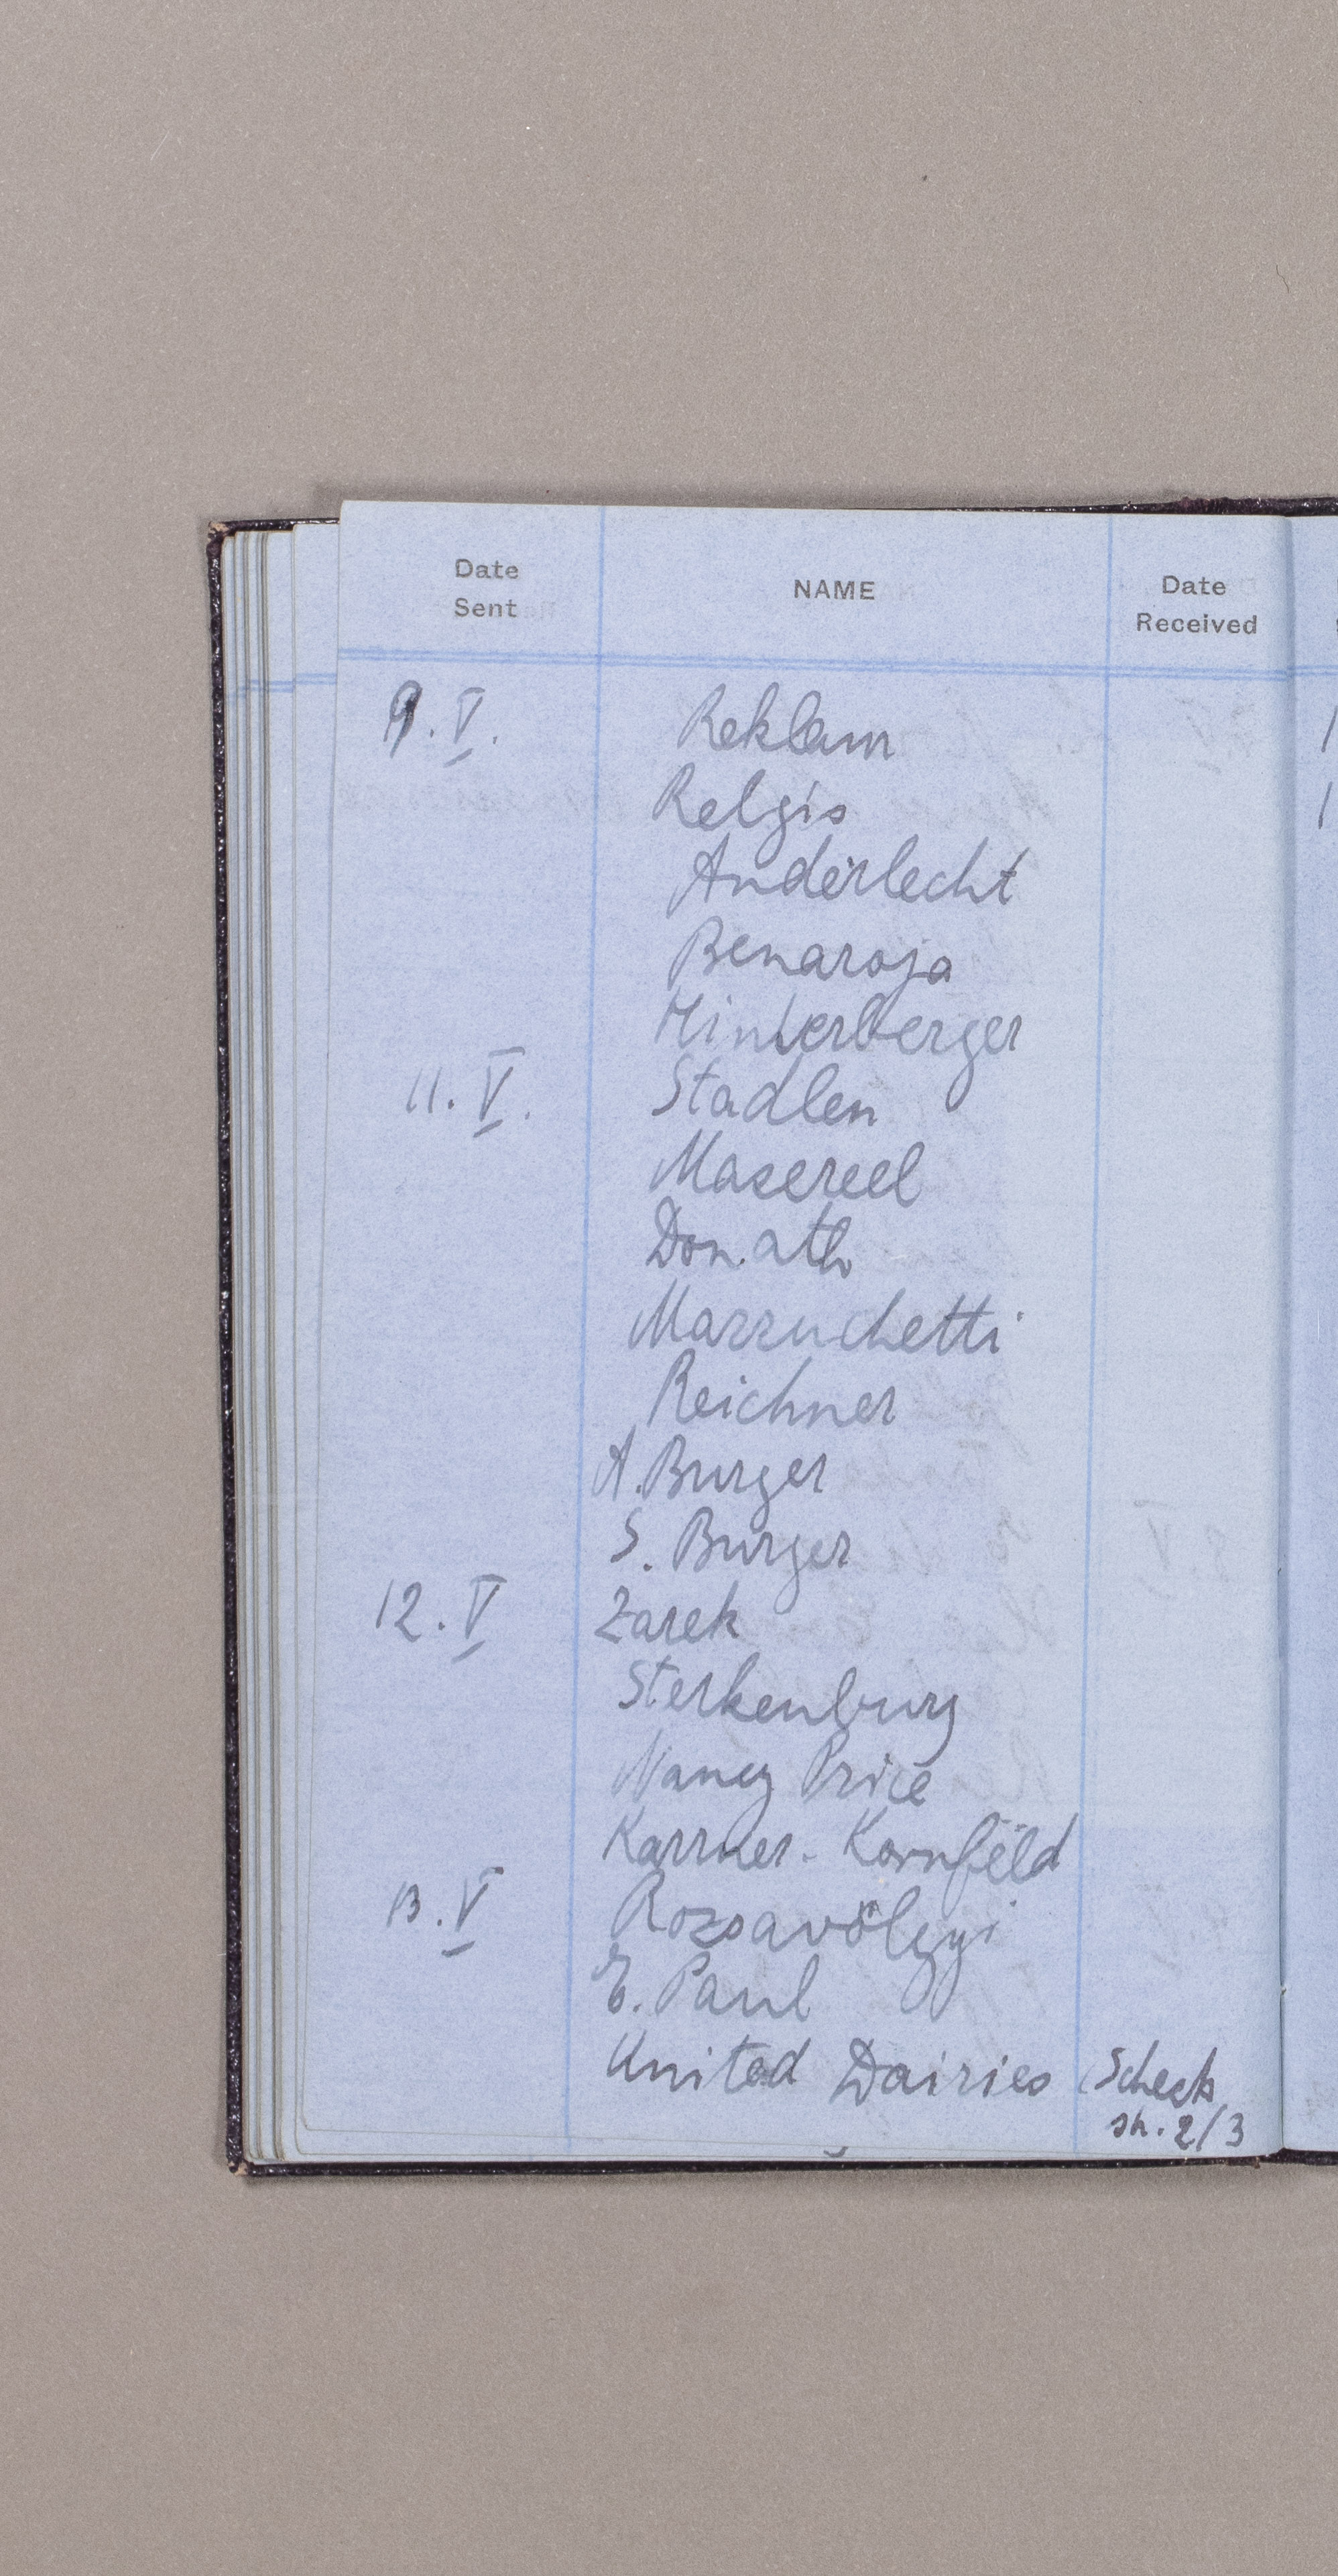 Date Sent NAME Date Received
9.V. Reklam
Relgis
Anderlecht
Benaroja
Hinterberger
11.V. Stadlen
Masereel
Donath
Mazzuchetti
Reichner
A. Burger
S. Burger
12.V Zarek
Sterkenburg
Nancy Price
Karrner-Kornfeld
13.V Rozsavölgyi
E. Paul
United Dairies Scheck
sh. 2/3